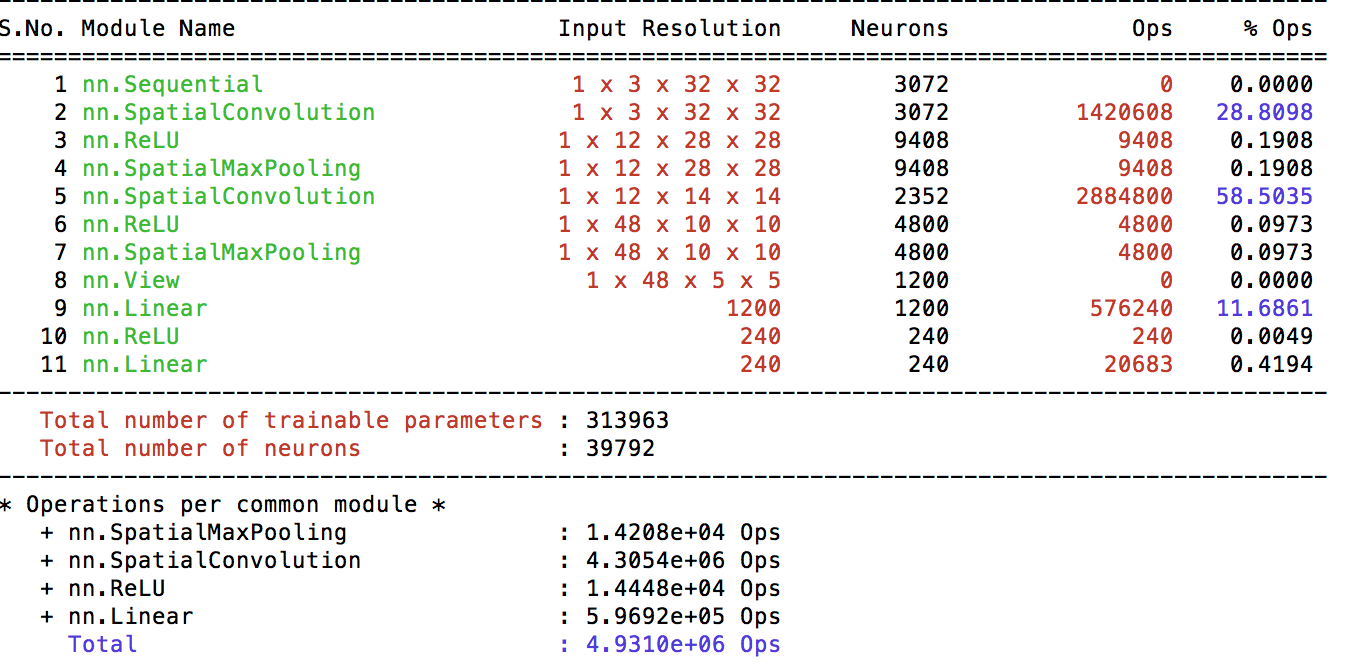 S.No. Module Name Input Resolution Neurons Ops % Ops
1 nn.Sequential 1 x 3 x 32 x 32 3072 0 0.0000
2 nn.SpatialConvolution 1 x 3 x 32 x 32 3072 1420608 28.8098
3 nn.ReLU 1 x 12 x 28 x 28 9408 9408 0.1908
4 nn.SpatialMaxPooling 1 x 12 x 28 x 28 9408 9408 0.1908
5 nn.SpatialConvolution 1 x 12 x 14 x 14 2352 2884800 58.5035
6 nn.ReLU 1 x 48 x 10 x 10 4800 4800 0.0973
7 nn.SpatialMaxPooling 1 x 48 x 10 x 10 4800 4800 0.0973
8 nn.View 1 x 48 x 5 x 5 1200 0 0.0000
9 nn.Linear 1200 1200 576240 11.6861
10 nn.ReLU 240 240 240 0.0049
11 nn.Linear 240 240 20683 0.4194
Total number of trainable parameters : 313963
Total number of neurons : 39792
* Operations per common module *
+ nn.SpatialMaxPooling : 1.4208e+04 Ops
+ nn.SpatialConvolution : 4.3054e+06 Ops
+ nn.ReLU : 1.4448e+04 Ops
+ nn.Linear : 5.9692e+05 Ops
Total : 4.9310e+06 Ops